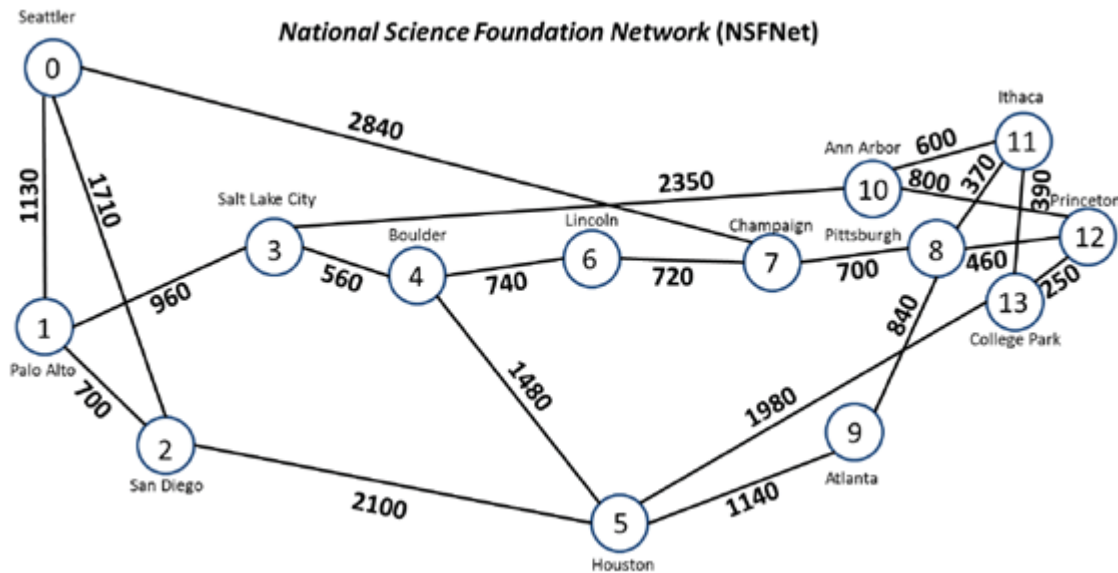 Seattler
National Science Foundation Network (NSFNet)
0
2840
Ithaca
11
600
Ann Arbor
10
800
370
390
1130
1710
Salt Lake City
2350
Princeton
12
3
Boulder
Lincoln
Champaign
Pittsburgh
8
460
4
6
7
560
740
720
700
250
960
13
College Park
1
Palo Alto
840
700
1480
1980
2
San Diego
9
Atlanta
2100
1140
5
Houston